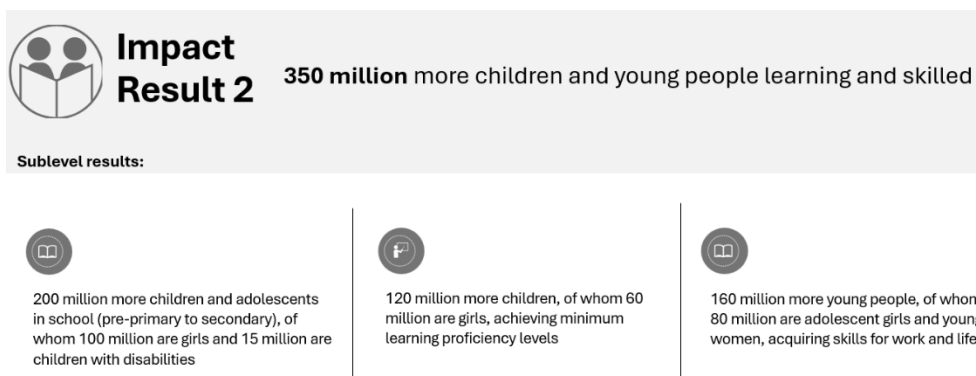 Impact
Result 2
350 million more children and young people learning and skilled
Sublevel results:
200 million more children and adolescents
in school (pre-primary to secondary), of
whom 100 million are girls and 15 million are
children with disabilities
120 million more children, of whom 60
million are girls, achieving minimum
learning proficiency levels
160 million more young people, of whom
80 million are adolescent girls and young
women, acquiring skills for work and life